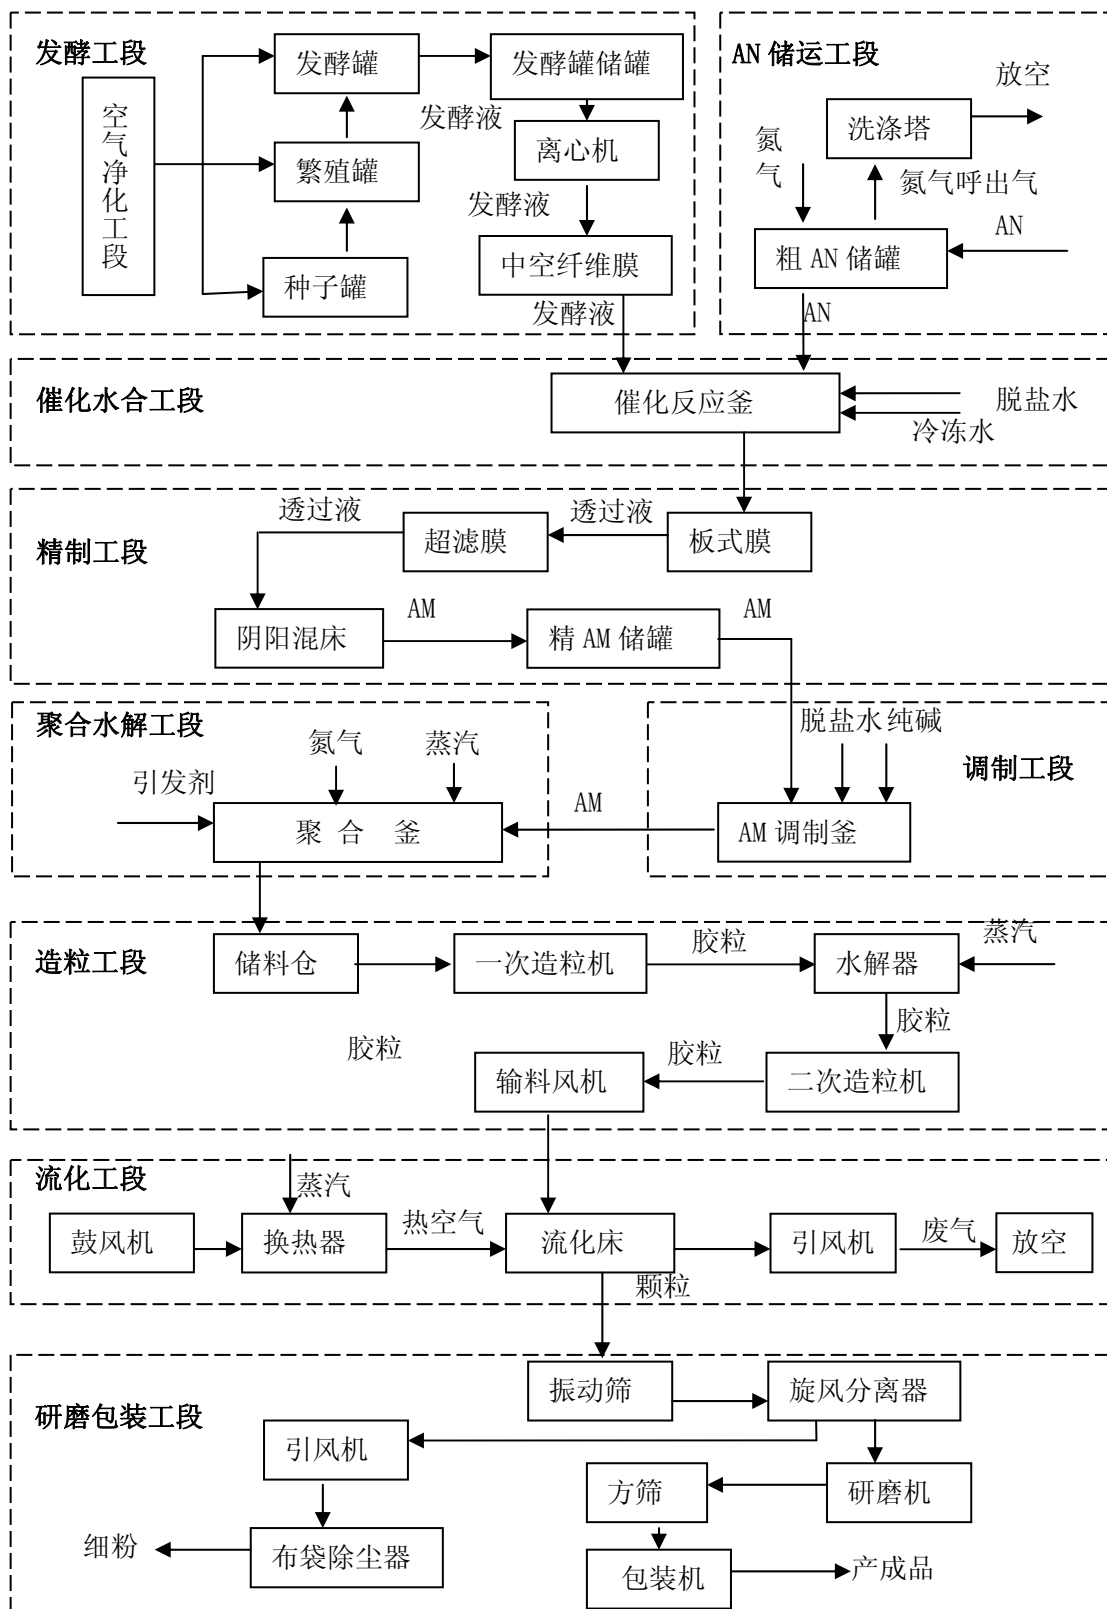 发酵工段
空气净化工段
发酵罐
发酵罐储罐
发酵液
繁殖罐
离心机
发酵液
种子罐
中空纤维膜
发酵液
AN 储运工段
放空
洗涤塔
氮气
氮气呼出气
AN
粗 AN 储罐
AN
催化水合工段
催化反应釜
脱盐水
冷冻水
精制工段
透过液
超滤膜
透过液
板式膜
阴阳混床
AM
精 AM 储罐
AM
聚合水解工段
氮气
蒸汽
引发剂
聚 合 釜
AM
脱盐水 纯碱
调制工段
AM 调制釜
造粒工段
储料仓
一次造粒机
胶粒
水解器
蒸汽
胶粒
胶粒
输料风机
胶粒
二次造粒机
流化工段
蒸汽
鼓风机
换热器
热空气
流化床
引风机
废气
放空
颗粒
研磨包装工段
振动筛
旋风分离器
引风机
方筛
研磨机
细粉
布袋除尘器
包装机
产成品